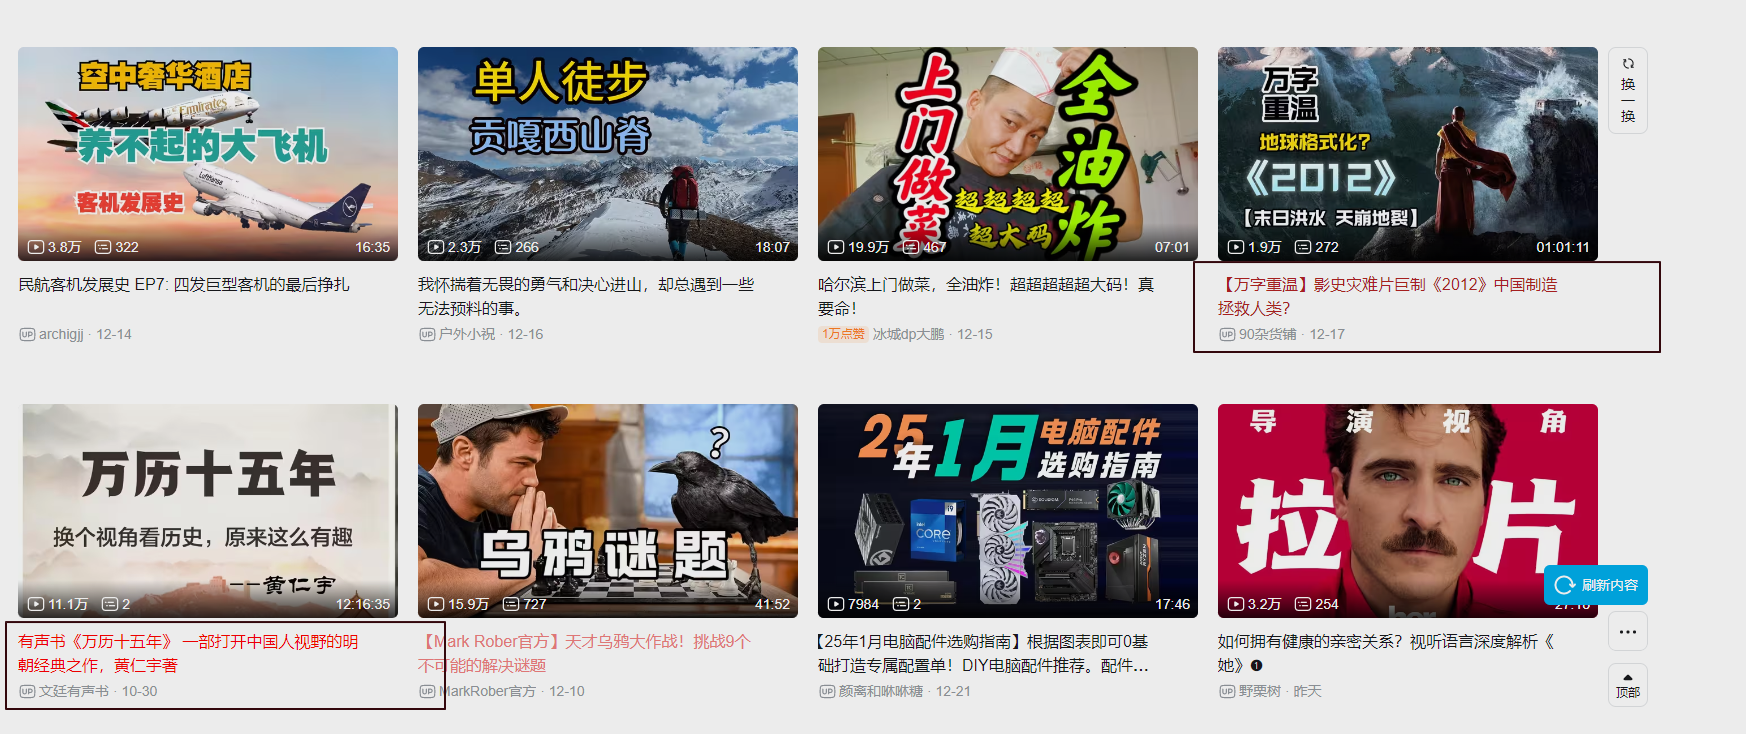 空中奢华酒店
Emirates
养不起的大飞机
Lufthansa
客机发展史
3.8万 322 16:35
民航客机发展史 EP7: 四发巨型客机的最后挣扎
UP archigjj · 12-14
单人徒步
贡嘎西山脊
2.3万 266 18:07
我怀揣着无畏的勇气和决心进山，却总遇到一些
无法预料的事。
UP 户外小祝 · 12-16
上门做菜
全油炸
超超超超
超大码
19.9万 467 07:01
哈尔滨上门做菜，全油炸！超超超超超大码！真
要命！
1万点赞 冰城dp大鹏 · 12-15
万字
重温
地球格式化?
《2012》
【末日洪水 天崩地裂】
1.9万 272 01:01:11
【万字重温】影史灾难片巨制《2012》中国制造
拯救人类？
UP 90杂货铺 · 12-17
换一换
万历十五年
换个视角看历史，原来这么有趣
--黄仁宇
11.1万 2 12:16:35
有声书《万历十五年》 一部打开中国人视野的明
朝经典之作，黄仁宇著
UP 文廷有声书 · 10-30
?
乌鸦谜题
15.9万 727 41:52
【Mark Rober官方】天才乌鸦大作战！挑战9个
不可能的解决谜题
UP MarkRober官方 · 12-10
25年1月电脑配件
选购指南
intel
CORE
i9
7984 2 17:46
【25年1月电脑配件选购指南】根据图表即可0基
础打造专属配置单！DIY电脑配件推荐。配件...
UP 颜离和咻咻糖 · 12-21
导演视角
拉片
her
3.2万 254
如何拥有健康的亲密关系？视听语言深度解析《
她》❶
UP 野栗树 · 昨天
刷新内容
顶部